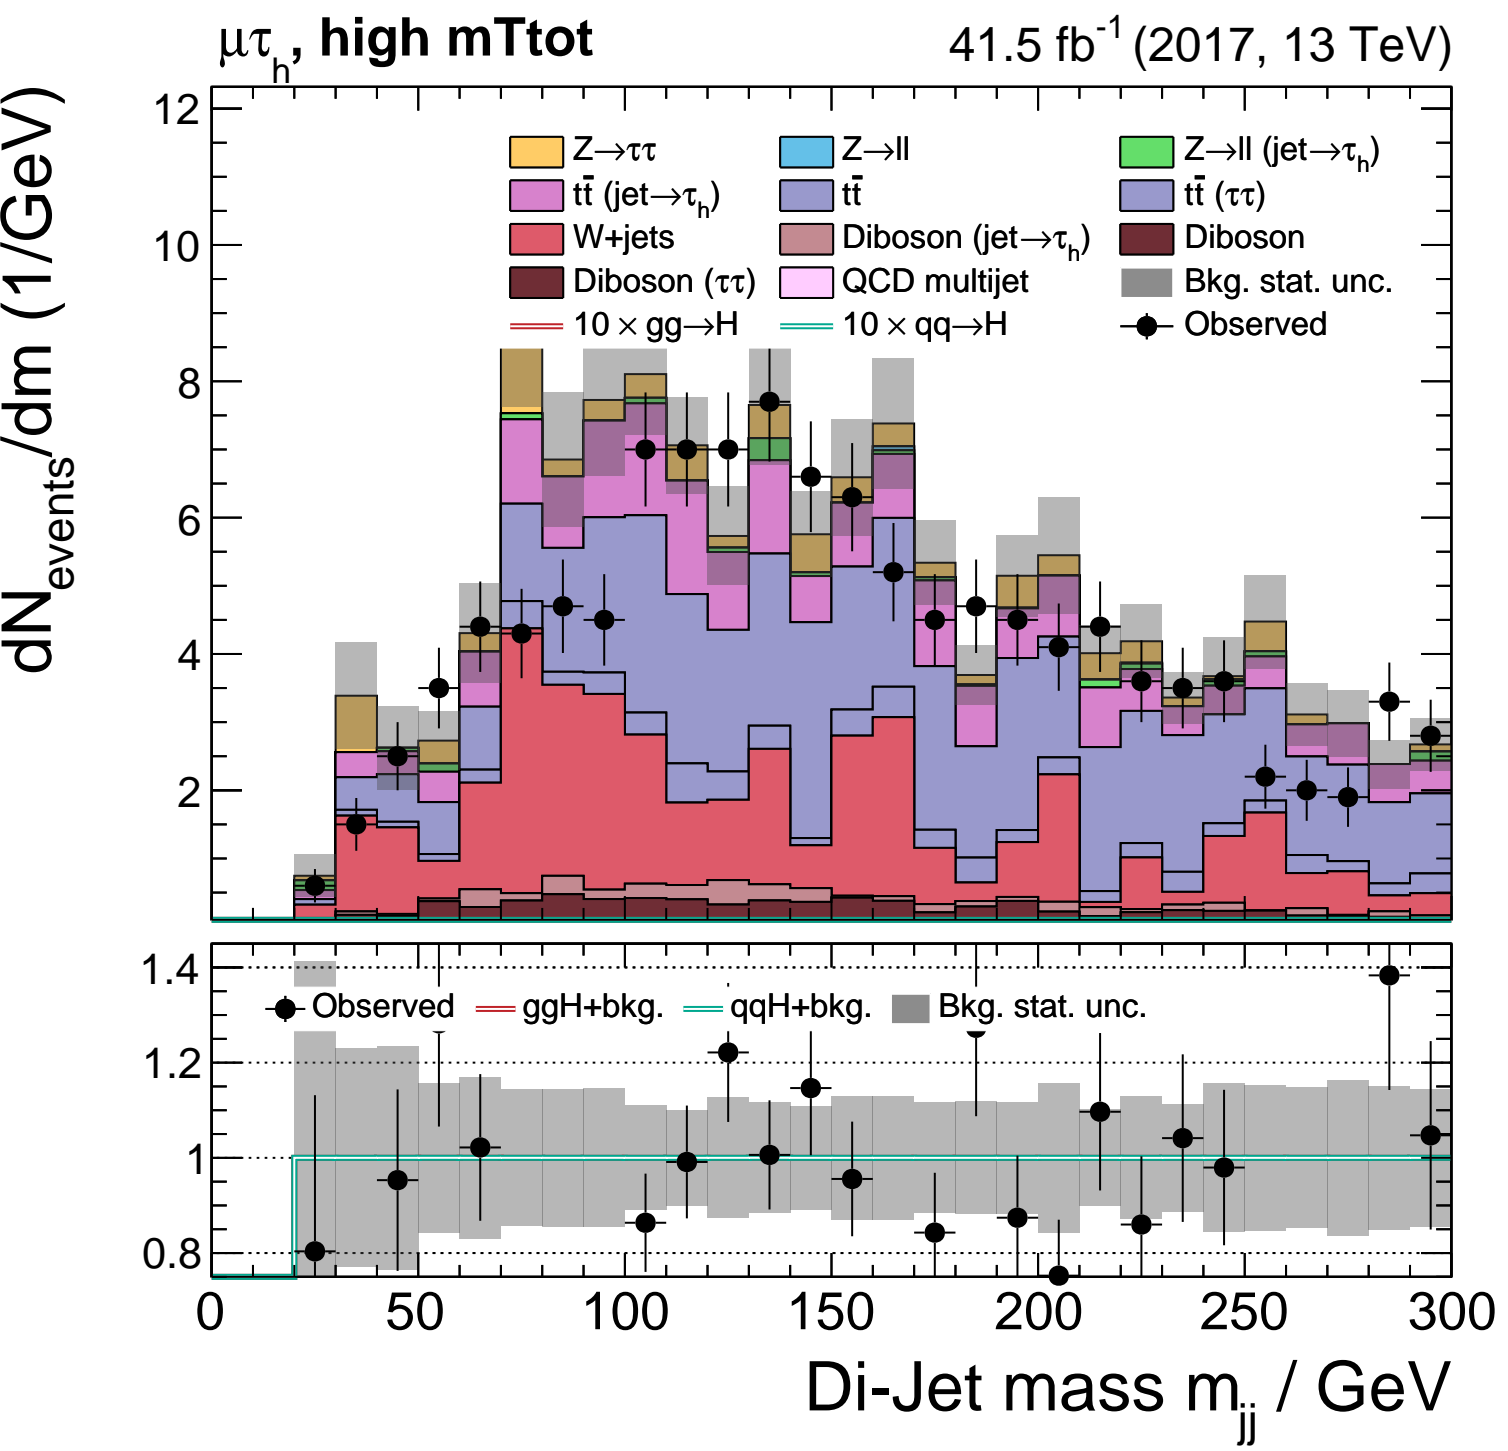 μτh, high mTtot
41.5 fb-1 (2017, 13 TeV)
dNevents/dm (1/GeV)
12
10
8
6
4
2
Z→ττ Z→ll Z→ll (jet→τh)
tt̄ (jet→τh) tt̄ tt̄ (ττ)
W+jets Diboson (jet→τh) Diboson
Diboson (ττ) QCD multijet Bkg. stat. unc.
10 × gg→H 10 × qq→H Observed
1.4
1.2
1
0.8
Observed ggH+bkg. qqH+bkg. Bkg. stat. unc.
0 50 100 150 200 250 300
Di-Jet mass mjj / GeV